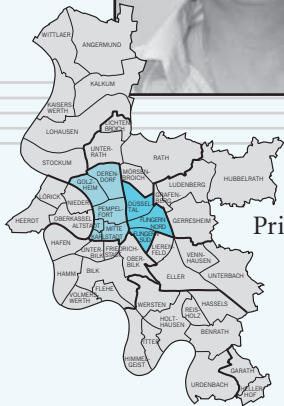 WITTLAER
ANGERMUND
KALKUM
KAISERS-
WERTH
LOHAUSEN
LICHTEN-
BROICH
UNTER-
RATH
STOCKUM
RATH
MÖRSEN-
BROICH
HUBBELRATH
LUDENBERG
GRAFEN-
BERG
GOLZ-
HEIM
DEREN-
DORF
DÜSSEL-
TAL
GERRESHEIM
LÖRICK
NIEDER-
PEMPEL-
FORT
FLINGERN
NORD
Pri
HEERDT
OBERKASSEL
ALTSTADT
MITTE
KARLSTADT
FLINGERN
SÜD
LIEREN-
FELD
VENN-
HAUSEN
HAFEN
UNTER-
BILK
FRIEDRICH-
STADT
OBER-
BILK
ELLER
UNTERBACH
HAMM
BILK
VOLMERS-
WERTH
FLEHE
WERSTEN
HASSELS
REIS-
HOLZ
HOLT-
HAUSEN
BENRATH
ITTER
HIMMEL-
GEIST
URDENBACH
GARATH
HELLER-
HOF